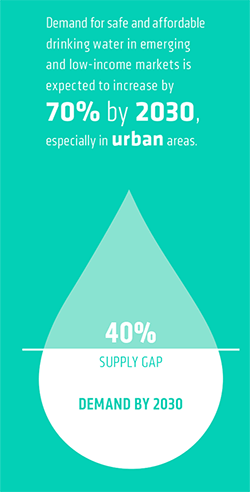 Demand for safe and affordable
drinking water in emerging
and low-income markets is
expected to increase by
70% by 2030,
especially in urban areas.
40%
SUPPLY GAP
DEMAND BY 2030